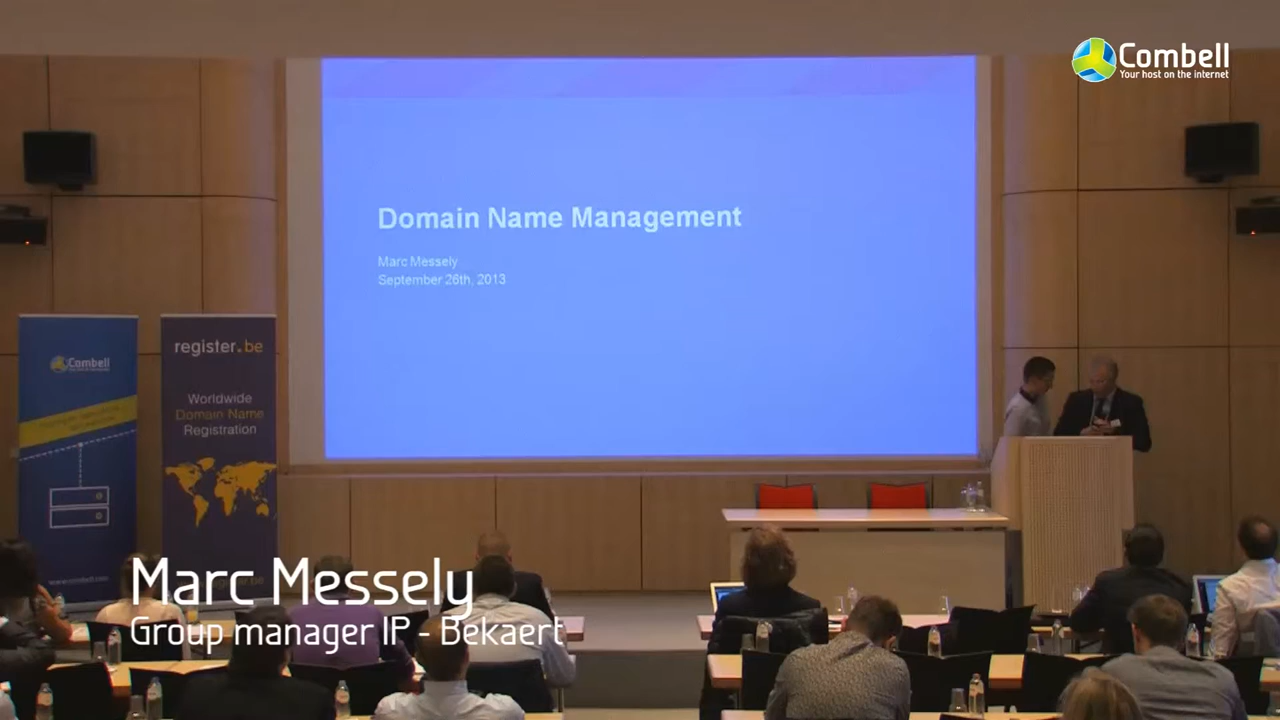 Combell
Your host on the internet
Domain Name Management
Marc Messely
September 26th, 2013
Combell
register.be
Worldwide
Domain Name
Registration
Marc Messely
Group manager IP - Bekaert